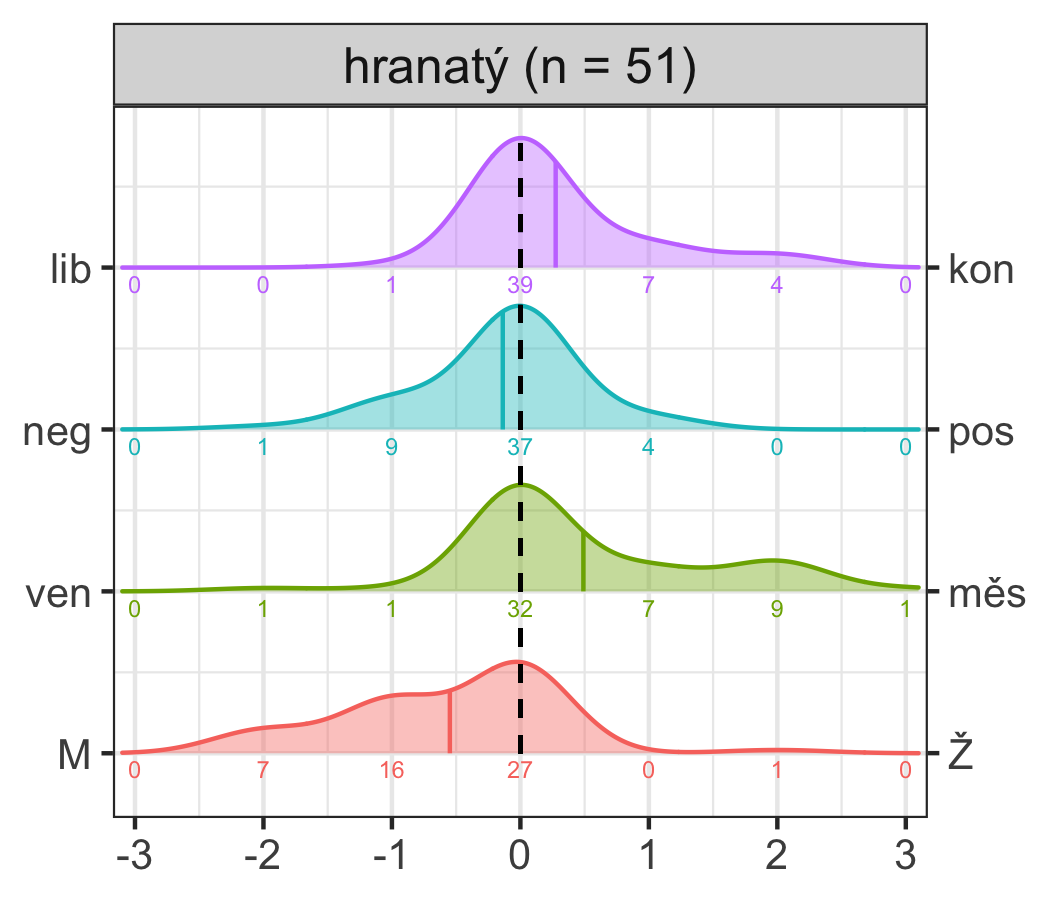 hranatý (n = 51)
lib kon
0 0 1 39 7 4 0
neg pos
0 1 9 37 4 0 0
ven měs
0 1 1 32 7 9 1
M Ž
0 7 16 27 0 1 0
-3 -2 -1 0 1 2 3